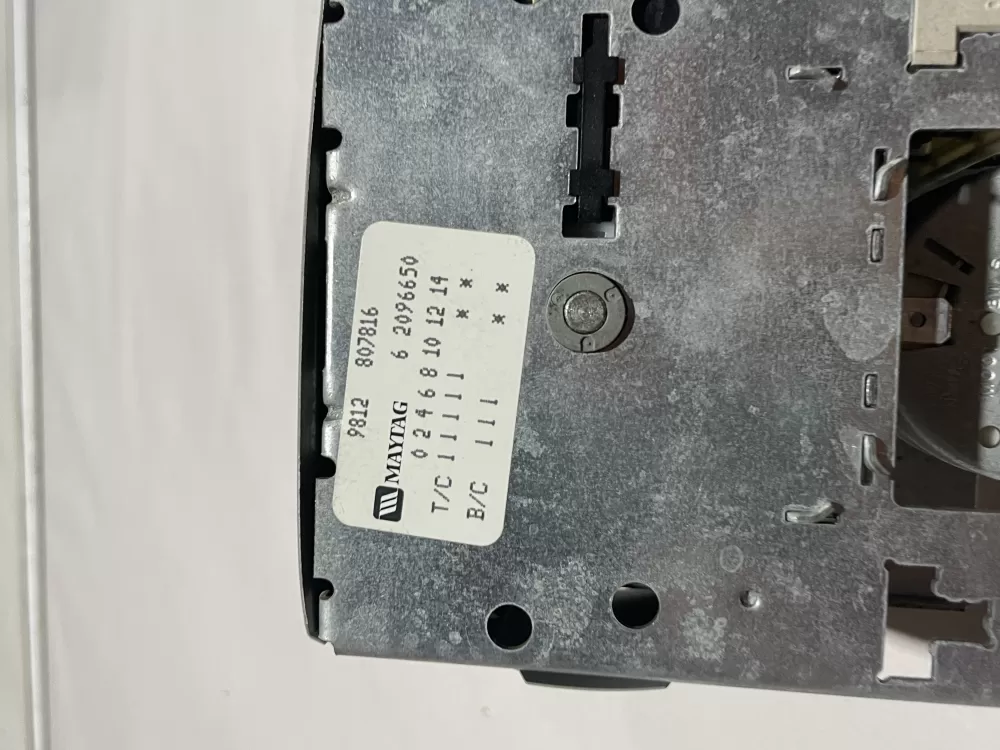 9812 807816
MAYTAG 6 2096650
0 2 4 6 8 10 12 14
T/C 1 1 1 1 1 * *
B/C 1 1 1 * *